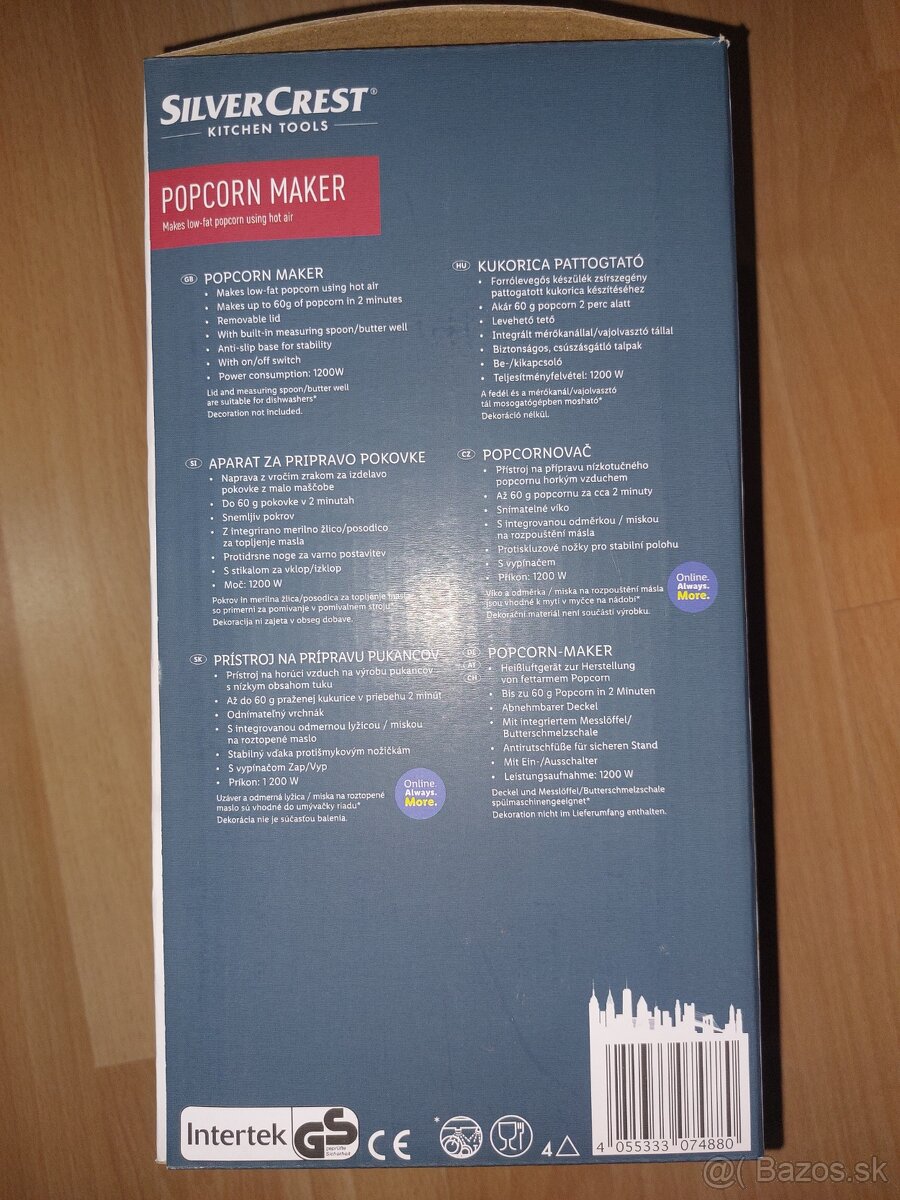 SILVERCREST®
KITCHEN TOOLS
POPCORN MAKER
Makes low-fat popcorn using hot air
GB POPCORN MAKER
• Makes low-fat popcorn using hot air
• Makes up to 60g of popcorn in 2 minutes
• Removable lid
• With built-in measuring spoon/butter well
• Anti-slip base for stability
• With on/off switch
• Power consumption: 1200W
Lid and measuring spoon/butter well
are suitable for dishwashers*
Decoration not included.
HU KUKORICA PATTOGTATÓ
• Forrólevegős készülék zsírszegény
pattogatott kukorica készítéséhez
• Akár 60 g popcorn 2 perc alatt
• Levehető tető
• Integrált mérőkanállal/vajolvasztó tállal
• Biztonságos, csúszásgátló talpak
• Be-/kikapcsoló
• Teljesítményfelvétel: 1200 W
A fedél és a mérőkanál/vajolvasztó
tál mosogatógépben mosható*
Dekoráció nélkül.
SI APARAT ZA PRIPRAVO POKOVKE
• Naprava z vročim zrakom za izdelavo
pokovke z malo maščobe
• Do 60 g pokovke v 2 minutah
• Snemljiv pokrov
• Z integrirano merilno žlico/posodico
za topljenje masla
• Protidrsne noge za varno postavitev
• S stikalom za vklop/izklop
• Moč: 1200 W
Pokrov in merilna žlica/posodica za topljenje masla
so primerni za pomivanje v pomivalnem stroju*
Dekoracija ni zajeta v obseg dobave.
CZ POPCORNOVAČ
• Přístroj na přípravu nízkotučného
popcornu horkým vzduchem
• Až 60 g popcornu za cca 2 minuty
• Snímatelné víko
• S integrovanou odměrkou / miskou
na rozpouštění másla
• Protiskluzové nožky pro stabilní polohu
• S vypínačem
• Příkon: 1200 W
Víko a odměrka / miska na rozpouštění másla
jsou vhodné k mytí v myčce na nádobí*
Dekorační materiál není součástí výrobku.
Online.
Always.
More.
SK PRÍSTROJ NA PRÍPRAVU PUKANCOV
• Prístroj na horúci vzduch na výrobu pukancov
s nízkym obsahom tuku
• Až do 60 g praženej kukurice v priebehu 2 minút
• Odnímateľný vrchnák
• S integrovanou odmernou lyžicou / miskou
na roztopené maslo
• Stabilný vďaka protišmykovým nožičkám
• S vypínačom Zap/Vyp
• Príkon: 1 200 W
Uzáver a odmerná lyžica / miska na roztopené
maslo sú vhodné do umývačky riadu*
Dekorácia nie je súčasťou balenia.
Online.
Always.
More.
DE AT CH POPCORN-MAKER
• Heißluftgerät zur Herstellung
von fettarmem Popcorn
• Bis zu 60 g Popcorn in 2 Minuten
• Abnehmbarer Deckel
• Mit integriertem Messlöffel/
Butterschmelzschale
• Antirutschfüße für sicheren Stand
• Mit Ein-/Ausschalter
• Leistungsaufnahme: 1200 W
Deckel und Messlöffel/Butterschmelzschale
spülmaschinengeeignet*
Dekoration nicht im Lieferumfang enthalten.
Intertek GS
geprüfte
Sicherheit
CE
*
4
4 055333 074880
@( Bazos.sk